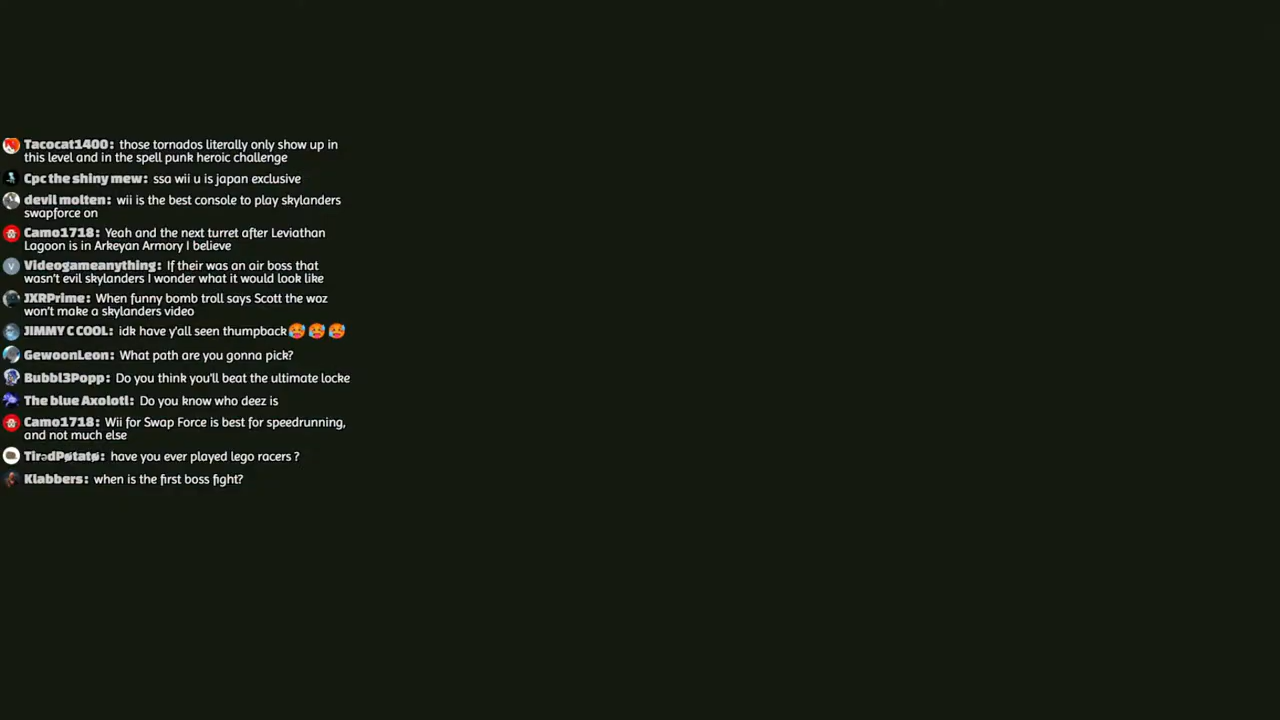 Tacocat1400: those tornados literally only show up in
this level and in the spell punk heroic challenge
Cpc the shiny mew: ssa wii u is japan exclusive
devil molten: wii is the best console to play skylanders
swapforce on
Camo1718: Yeah and the next turret after Leviathan
Lagoon is in Arkeyan Armory I believe
Videogameanything: If their was an air boss that
wasn't evil skylanders I wonder what it would look like
JXRPrime: When funny bomb troll says Scott the woz
won't make a skylanders video
JIMMY C COOL: idk have y'all seen thumpback🥵🥵🥵
GewoonLeon: What path are you gonna pick?
Bubbl3Popp: Do you think you'll beat the ultimate locke
The blue Axolotl: Do you know who deez is
Camo1718: Wii for Swap Force is best for speedrunning,
and not much else
TirədPøtatø: have you ever played lego racers ?
Klabbers: when is the first boss fight?